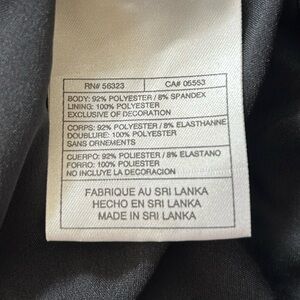 RN# 56323 CA# 05553
BODY: 92% POLYESTER / 8% SPANDEX
LINING: 100% POLYESTER
EXCLUSIVE OF DECORATION
CORPS: 92% POLYESTER / 8% ELASTHANNE
DOUBLURE: 100% POLYESTER
SANS ORNEMENTS
CUERPO: 92% POLIESTER / 8% ELASTANO
FORRO: 100% POLIESTER
NO INCLUYE LA DECORACION
FABRIQUE AU SRI LANKA
HECHO EN SRI LANKA
MADE IN SRI LANKA